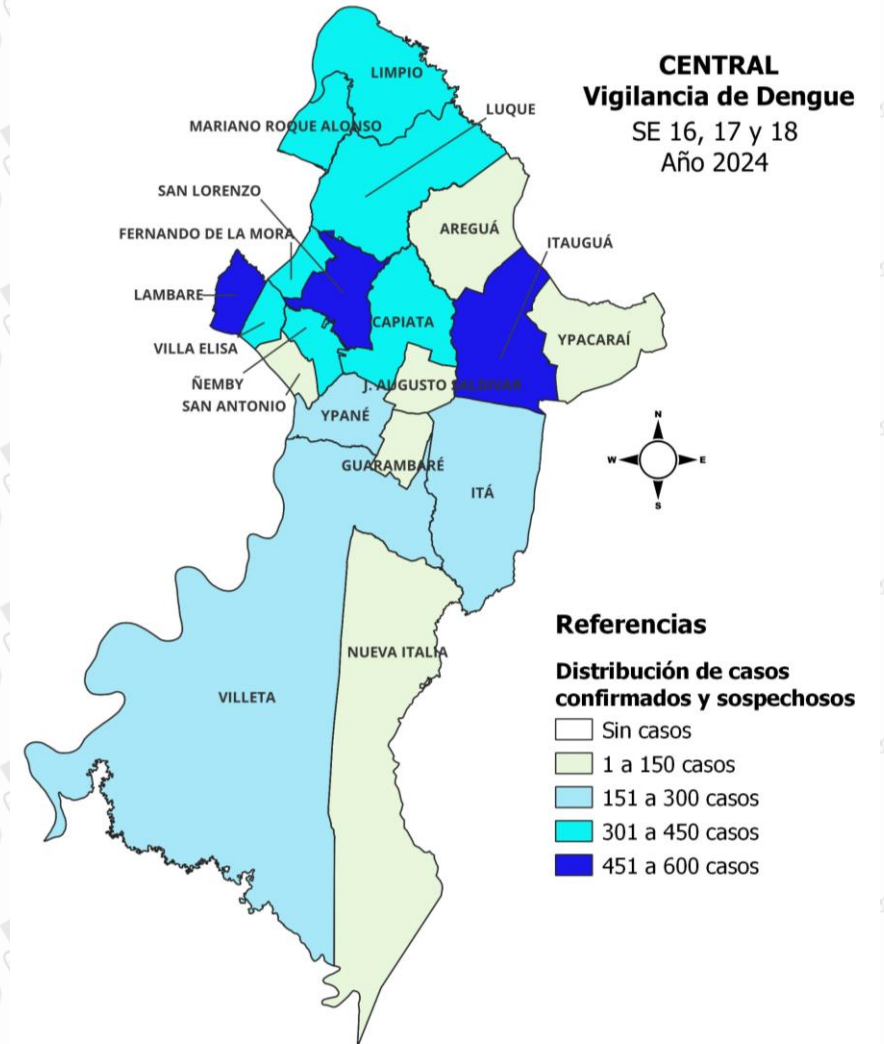 CENTRAL
Vigilancia de Dengue
SE 16, 17 y 18
Año 2024
LIMPIO
LUQUE
MARIANO ROQUE ALONSO
SAN LORENZO
FERNANDO DE LA MORA
AREGUÁ
ITAUGUÁ
LAMBARE
CAPIATA
VILLA ELISA
YPACARAÍ
ÑEMBY
J. AUGUSTO SALDIVAR
SAN ANTONIO
YPANÉ
GUARAMBARÉ
ITÁ
N
W
E
S
NUEVA ITALIA
VILLETA
Referencias
Distribución de casos
confirmados y sospechosos
Sin casos
1 a 150 casos
151 a 300 casos
301 a 450 casos
451 a 600 casos